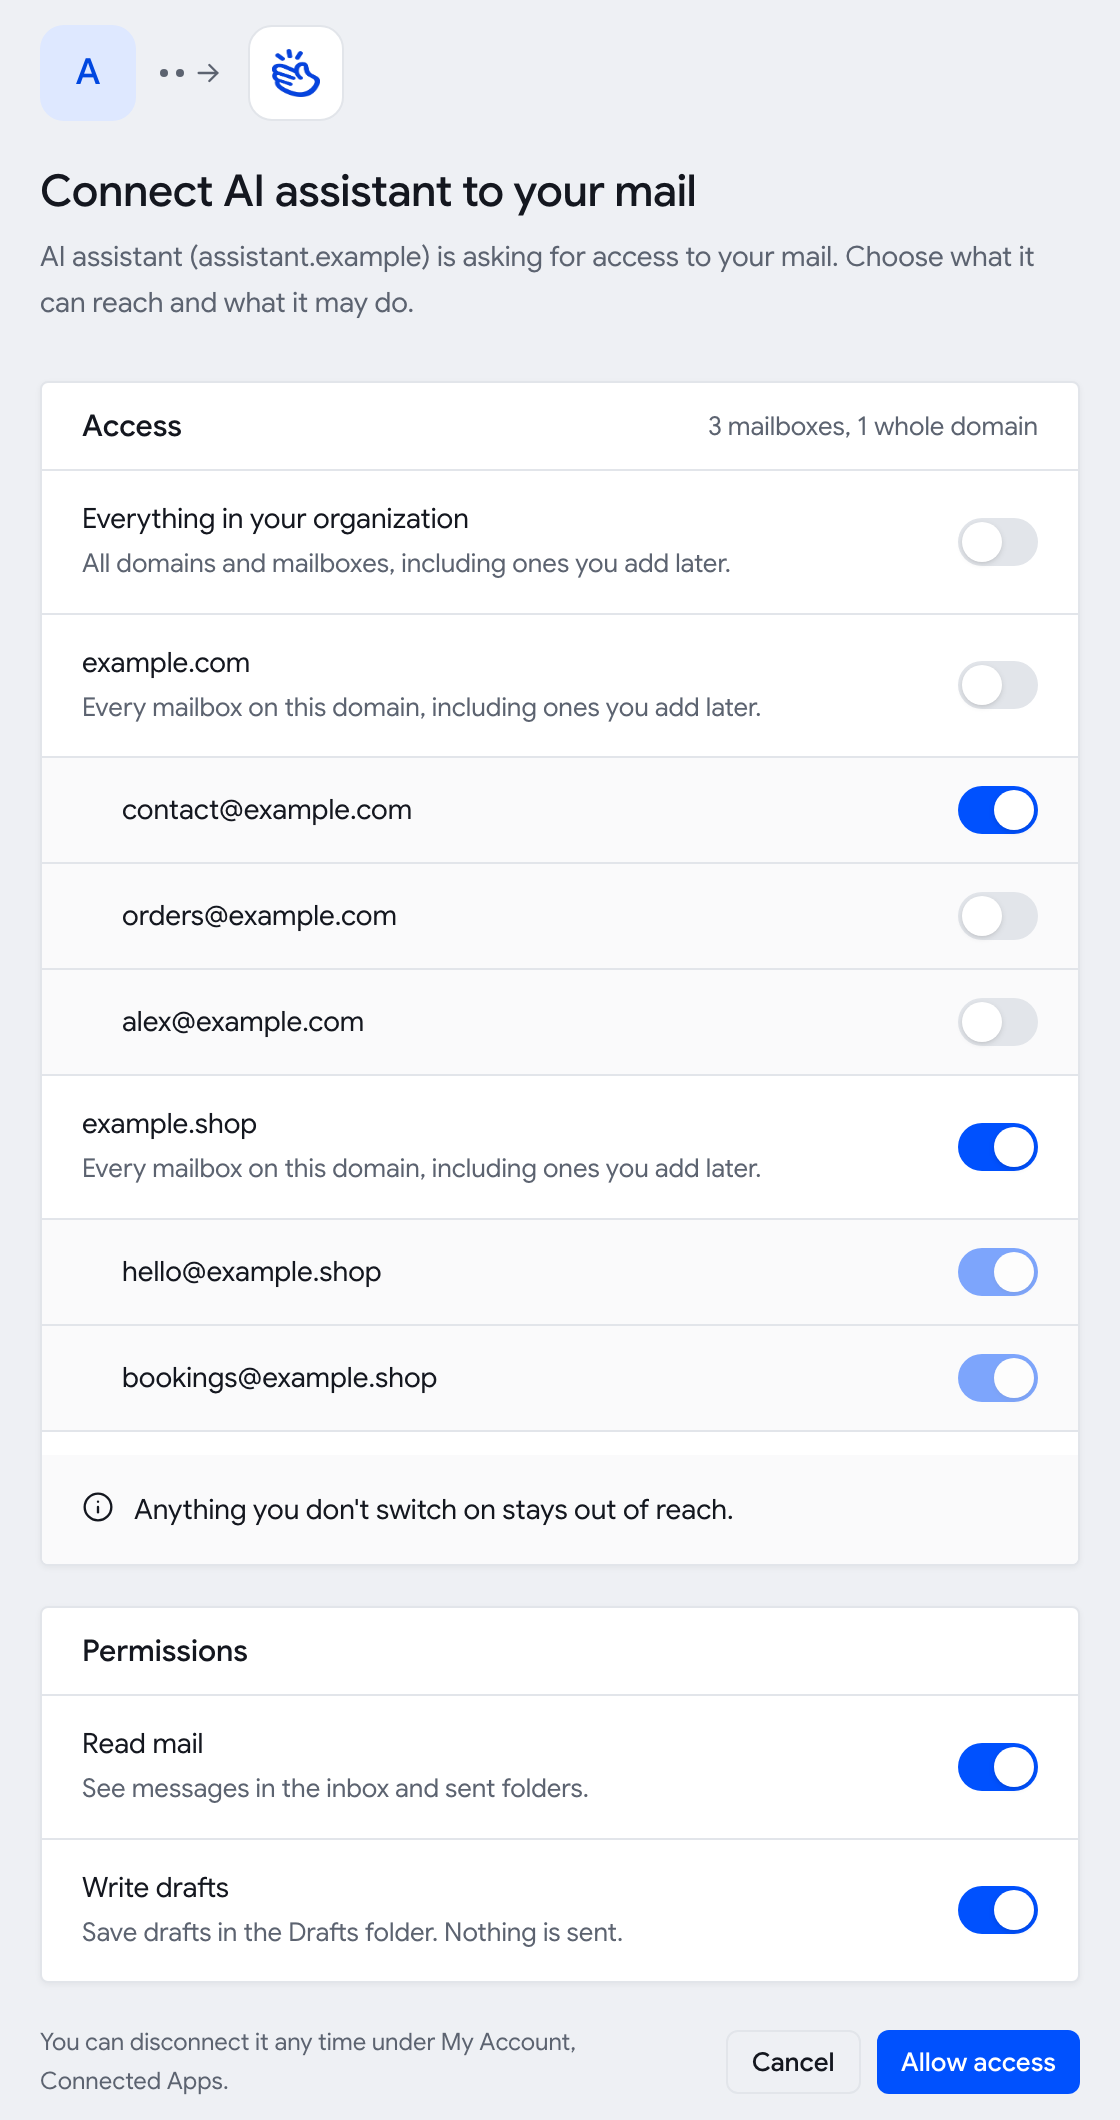 A
Connect AI assistant to your mail
AI assistant (assistant.example) is asking for access to your mail. Choose what it
can reach and what it may do.
Access
3 mailboxes, 1 whole domain
Everything in your organization
All domains and mailboxes, including ones you add later.
example.com
Every mailbox on this domain, including ones you add later.
contact@example.com
orders@example.com
alex@example.com
example.shop
Every mailbox on this domain, including ones you add later.
hello@example.shop
bookings@example.shop
Anything you don't switch on stays out of reach.
Permissions
Read mail
See messages in the inbox and sent folders.
Write drafts
Save drafts in the Drafts folder. Nothing is sent.
You can disconnect it any time under My Account,
Connected Apps.
Cancel
Allow access